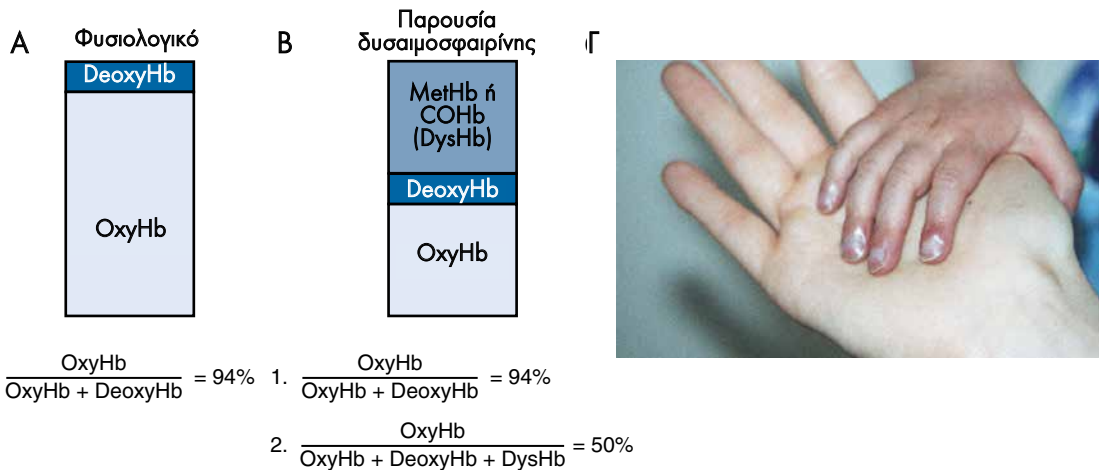 A Φυσιολογικό
DeoxyHb
OxyHb
OxyHb
OxyHb + DeoxyHb = 94%
B Παρουσία
δυσαιμοσφαιρίνης
MetHb ή
COHb
(DysHb)
DeoxyHb
OxyHb
1. OxyHb
OxyHb + DeoxyHb = 94%
2. OxyHb
OxyHb + DeoxyHb + DysHb = 50%
Γ